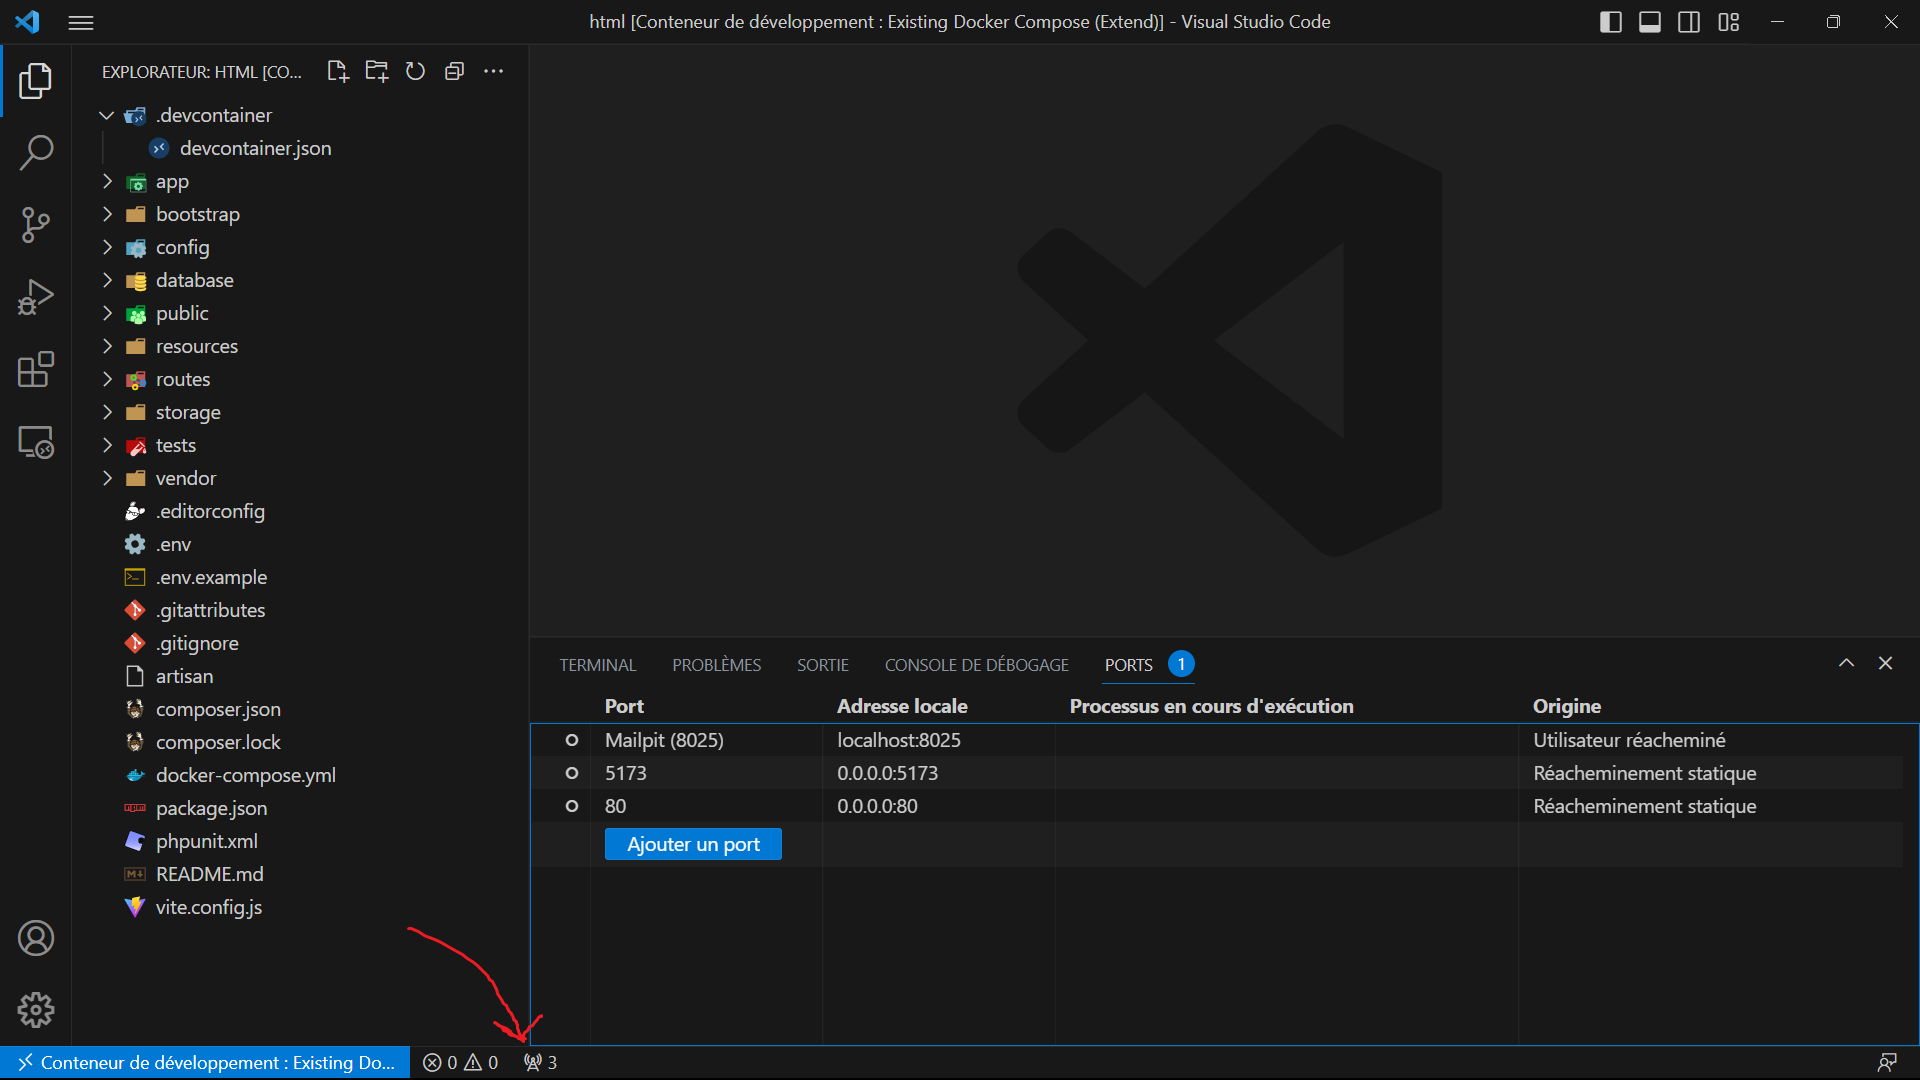 html [Conteneur de développement : Existing Docker Compose (Extend)] - Visual Studio Code
EXPLORATEUR: HTML [CO...
.devcontainer
devcontainer.json
app
bootstrap
config
database
public
resources
routes
storage
tests
vendor
.editorconfig
.env
.env.example
.gitattributes
.gitignore
artisan
composer.json
composer.lock
docker-compose.yml
package.json
phpunit.xml
README.md
vite.config.js
TERMINAL PROBLÈMES SORTIE CONSOLE DE DÉBOGAGE PORTS 1
Port Adresse locale Processus en cours d'exécution Origine
Mailpit (8025) localhost:8025 Utilisateur réacheminé
5173 0.0.0.0:5173 Réacheminement statique
80 0.0.0.0:80 Réacheminement statique
Ajouter un port
Conteneur de développement : Existing Do... 0 0 3